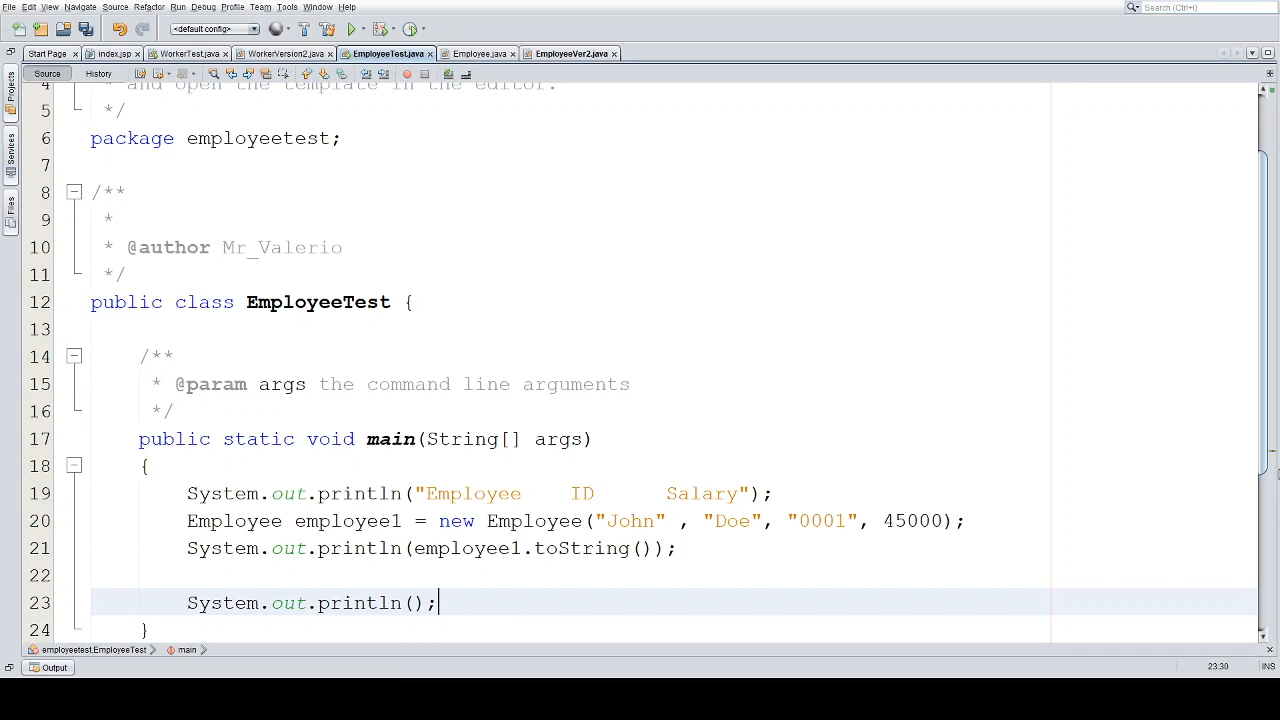 File Edit View Navigate Source Refactor Run Debug Profile Team Tools Window Help
Search (Ctrl+I)
<default config>
Start Page index.jsp WorkerTest.java WorkerVersion2.java EmployeeTest.java Employee.java EmployeeVer2.java
Source History
Projects
Services
Files
4 * and open the template in the editor.
5 */
6 package employeetest;
7
8 /**
9 *
10 * @author Mr_Valerio
11 */
12 public class EmployeeTest {
13
14 /**
15 * @param args the command line arguments
16 */
17 public static void main(String[] args)
18 {
19 System.out.println("Employee    ID      Salary");
20 Employee employee1 = new Employee("John" , "Doe", "0001", 45000);
21 System.out.println(employee1.toString());
22
23 System.out.println();
24 }
employeetest.EmployeeTest main
Output
23:30 INS